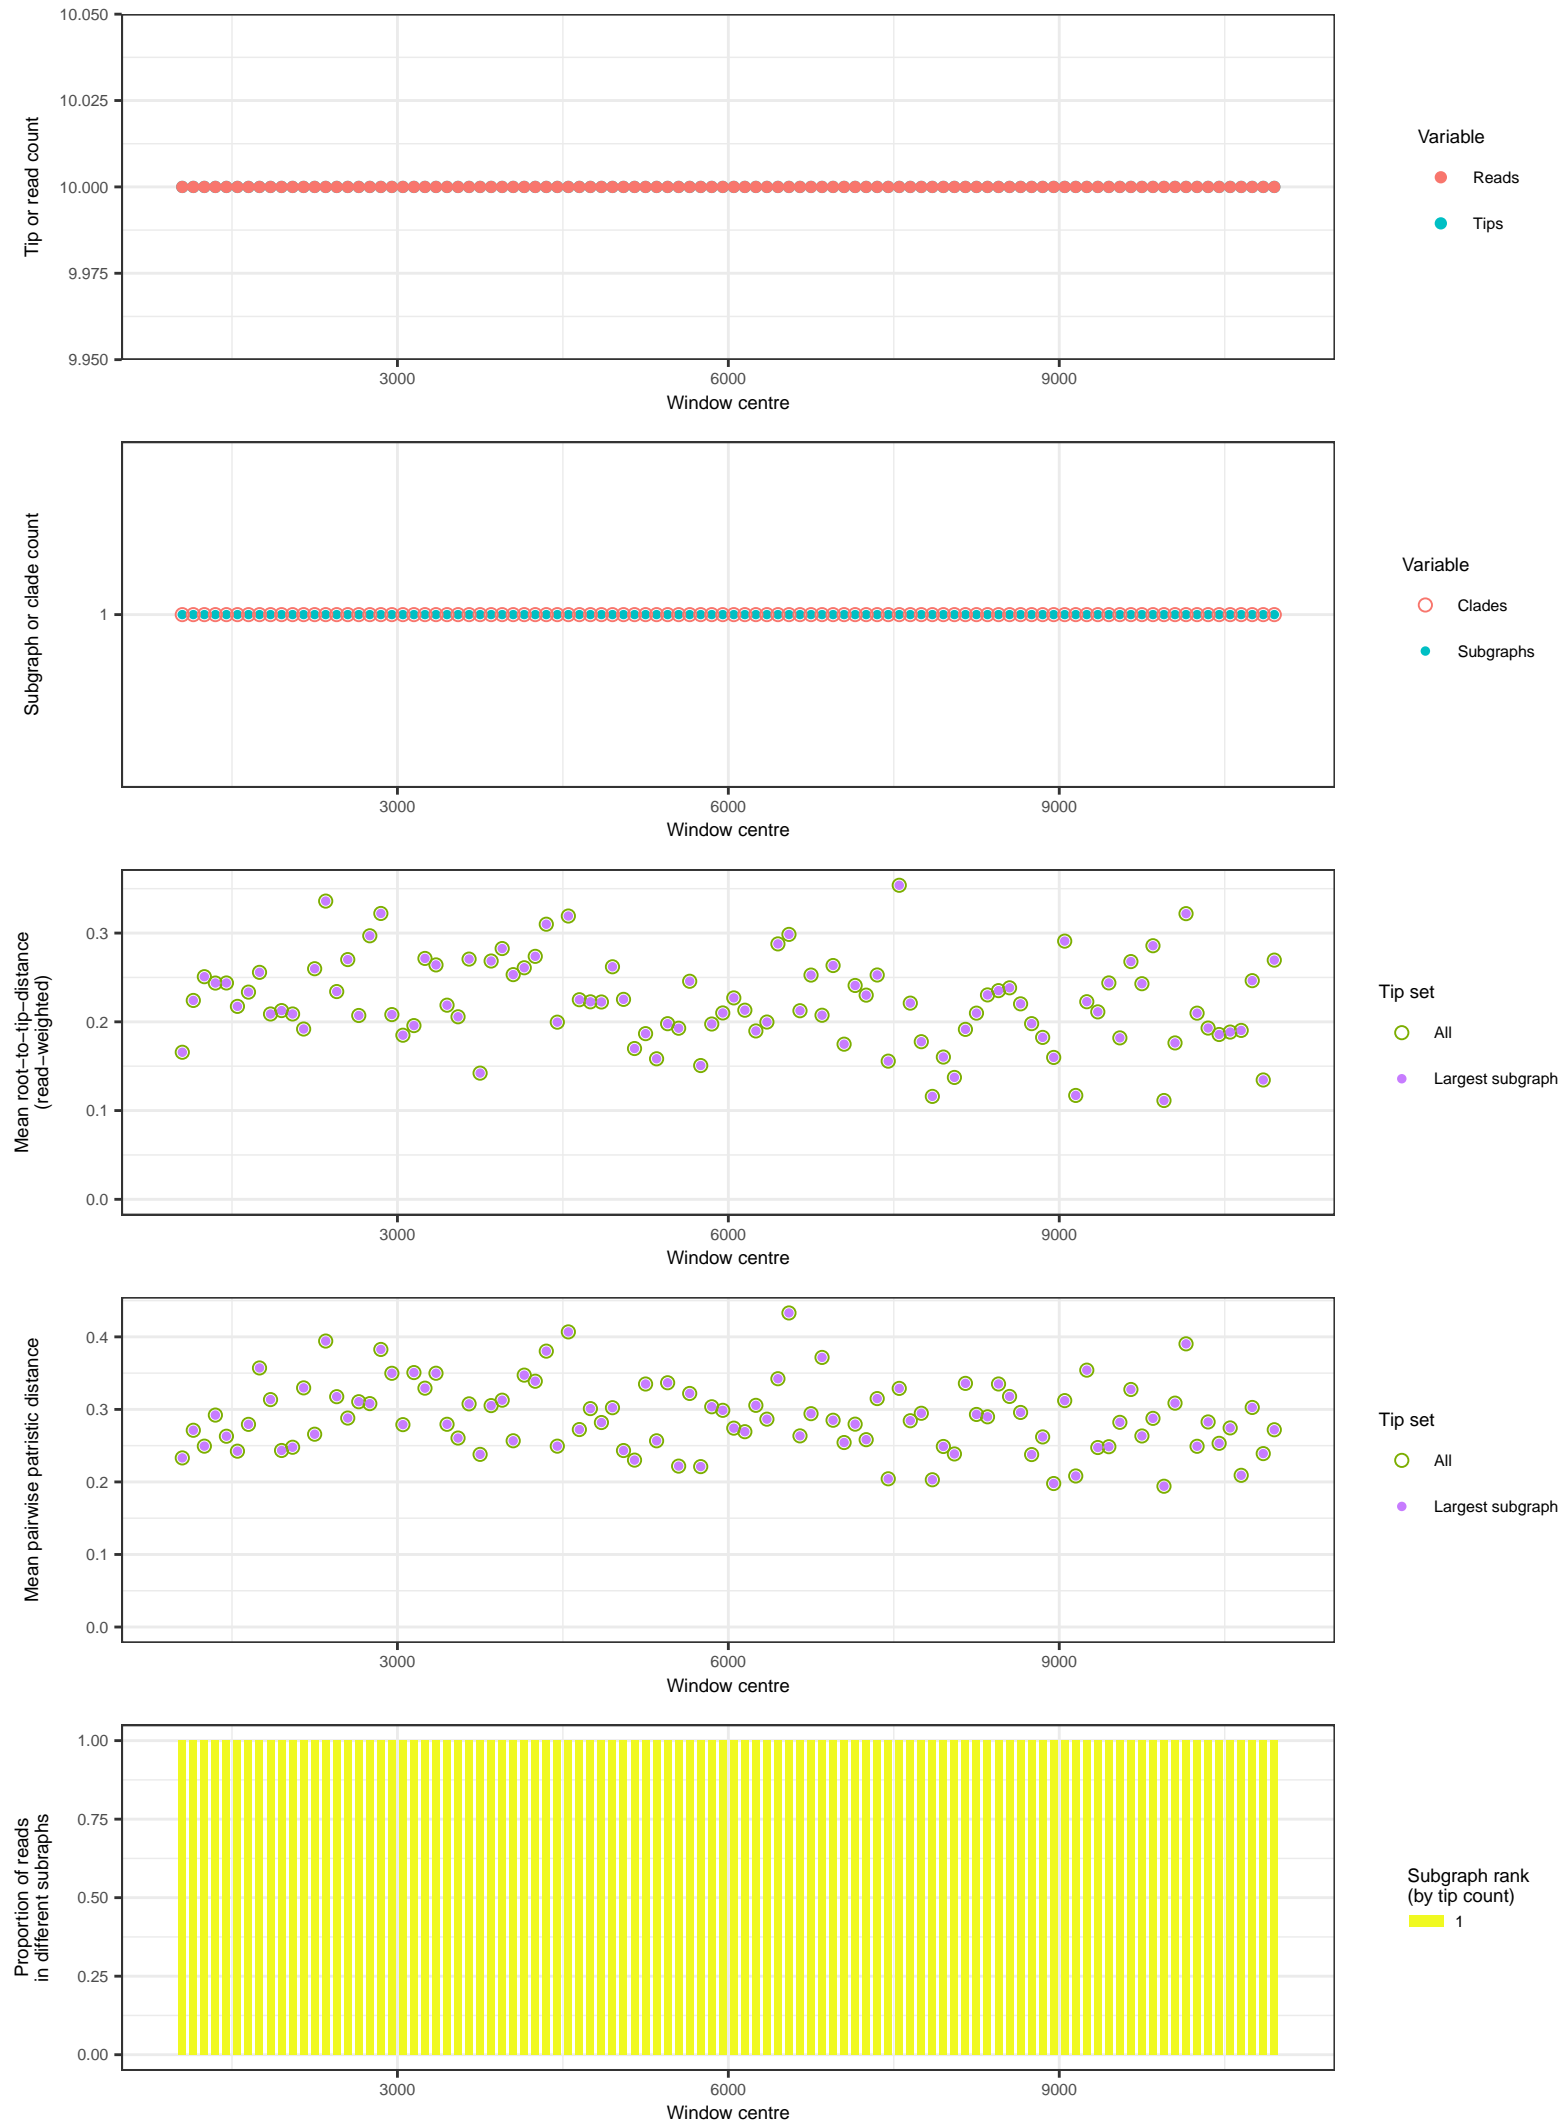 10.050
10.025
10.000
9.975
9.950
Tip or read count
3000 6000 9000
Window centre
Variable
Reads
Tips
1
Subgraph or clade count
3000 6000 9000
Window centre
Variable
Clades
Subgraphs
0.3
0.2
0.1
0.0
Mean root−to−tip−distance
(read−weighted)
3000 6000 9000
Window centre
Tip set
All
Largest subgraph
0.4
0.3
0.2
0.1
0.0
Mean pairwise patristic distance
3000 6000 9000
Window centre
Tip set
All
Largest subgraph
1.00
0.75
0.50
0.25
0.00
Proportion of reads
in different subraphs
3000 6000 9000
Window centre
Subgraph rank
(by tip count)
1